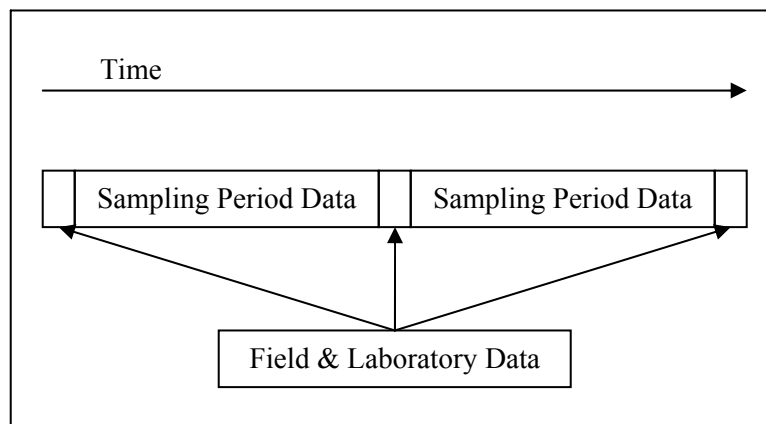 Time
Sampling Period Data Sampling Period Data
Field & Laboratory Data